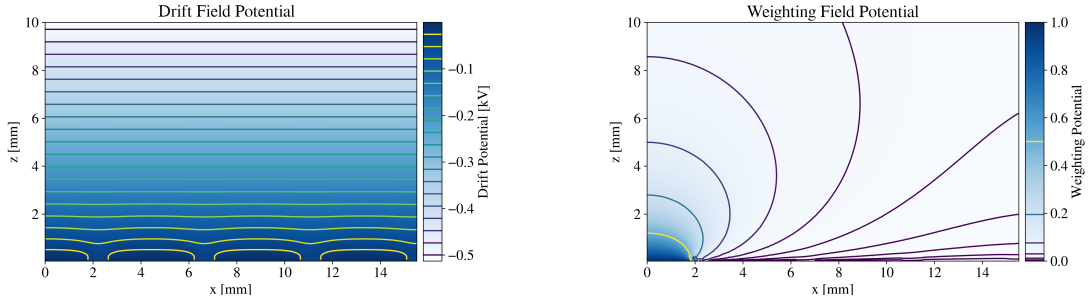 Drift Field Potential
10
8
6
4
2
z [mm]
0 2 4 6 8 10 12 14
x [mm]
−0.1
−0.2
−0.3
−0.4
−0.5
Drift Potential [kV]
Weighting Field Potential
10
8
6
4
2
z [mm]
0 2 4 6 8 10 12 14
x [mm]
1.0
0.8
0.6
0.4
0.2
0.0
Weighting Potential